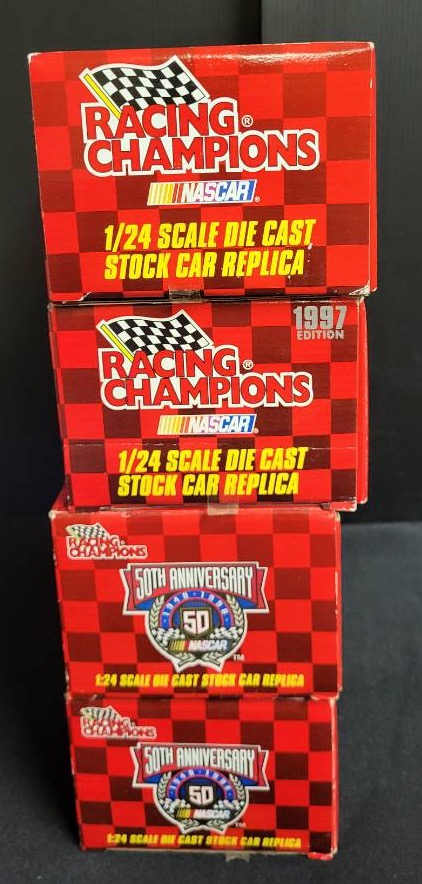 RACING ®
CHAMPIONS
NASCAR®
1/24 SCALE DIE CAST
STOCK CAR REPLICA
1997
EDITION
RACING ®
CHAMPIONS
NASCAR®
1/24 SCALE DIE CAST
STOCK CAR REPLICA
RACING
CHAMPIONS
50TH ANNIVERSARY
50
NASCAR
TM
1:24 SCALE DIE CAST STOCK CAR REPLICA
RACING
CHAMPIONS
50TH ANNIVERSARY
50
NASCAR
TM
1:24 SCALE DIE CAST STOCK CAR REPLICA